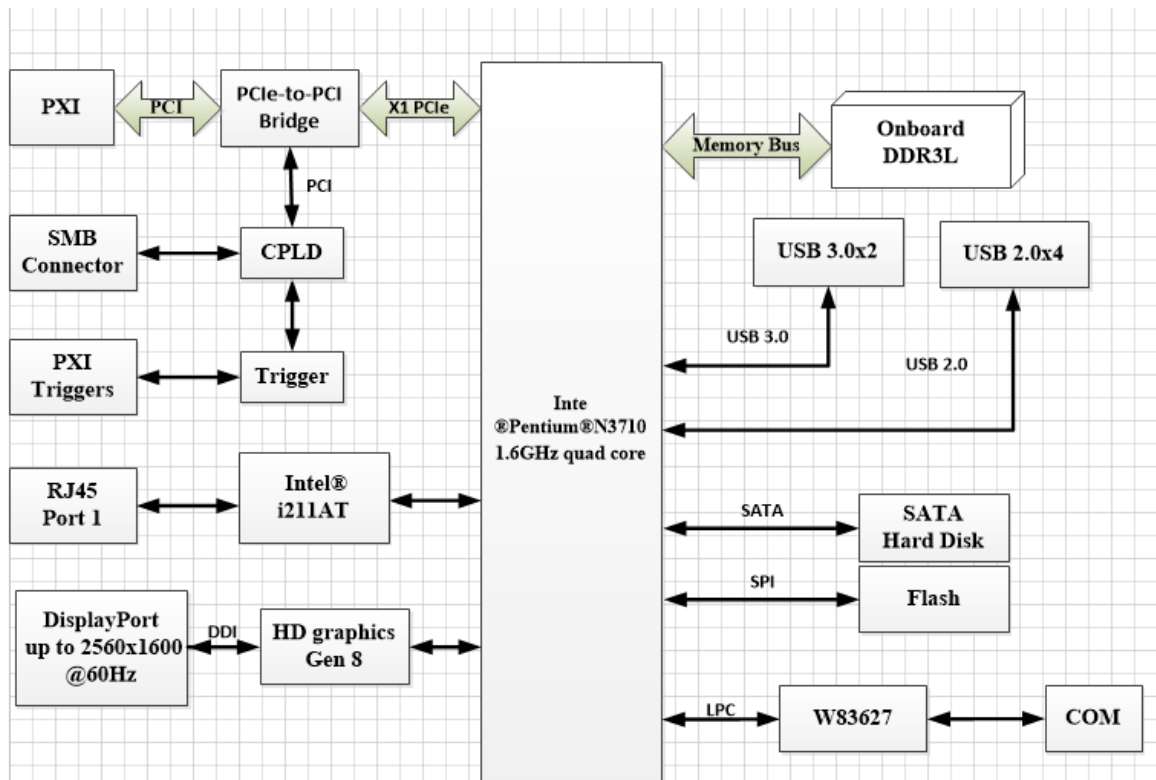 PXI
PCI
PCIe-to-PCI
Bridge
X1 PCIe
Memory Bus
Onboard
DDR3L
PCI
SMB
Connector
CPLD
USB 3.0x2
USB 2.0x4
USB 3.0
USB 2.0
PXI
Triggers
Trigger
Inte
®Pentium®N3710
1.6GHz quad core
RJ45
Port 1
Intel®
i211AT
SATA
SATA
Hard Disk
SPI
Flash
DisplayPort
up to 2560x1600
@60Hz
DDI
HD graphics
Gen 8
LPC
W83627
COM